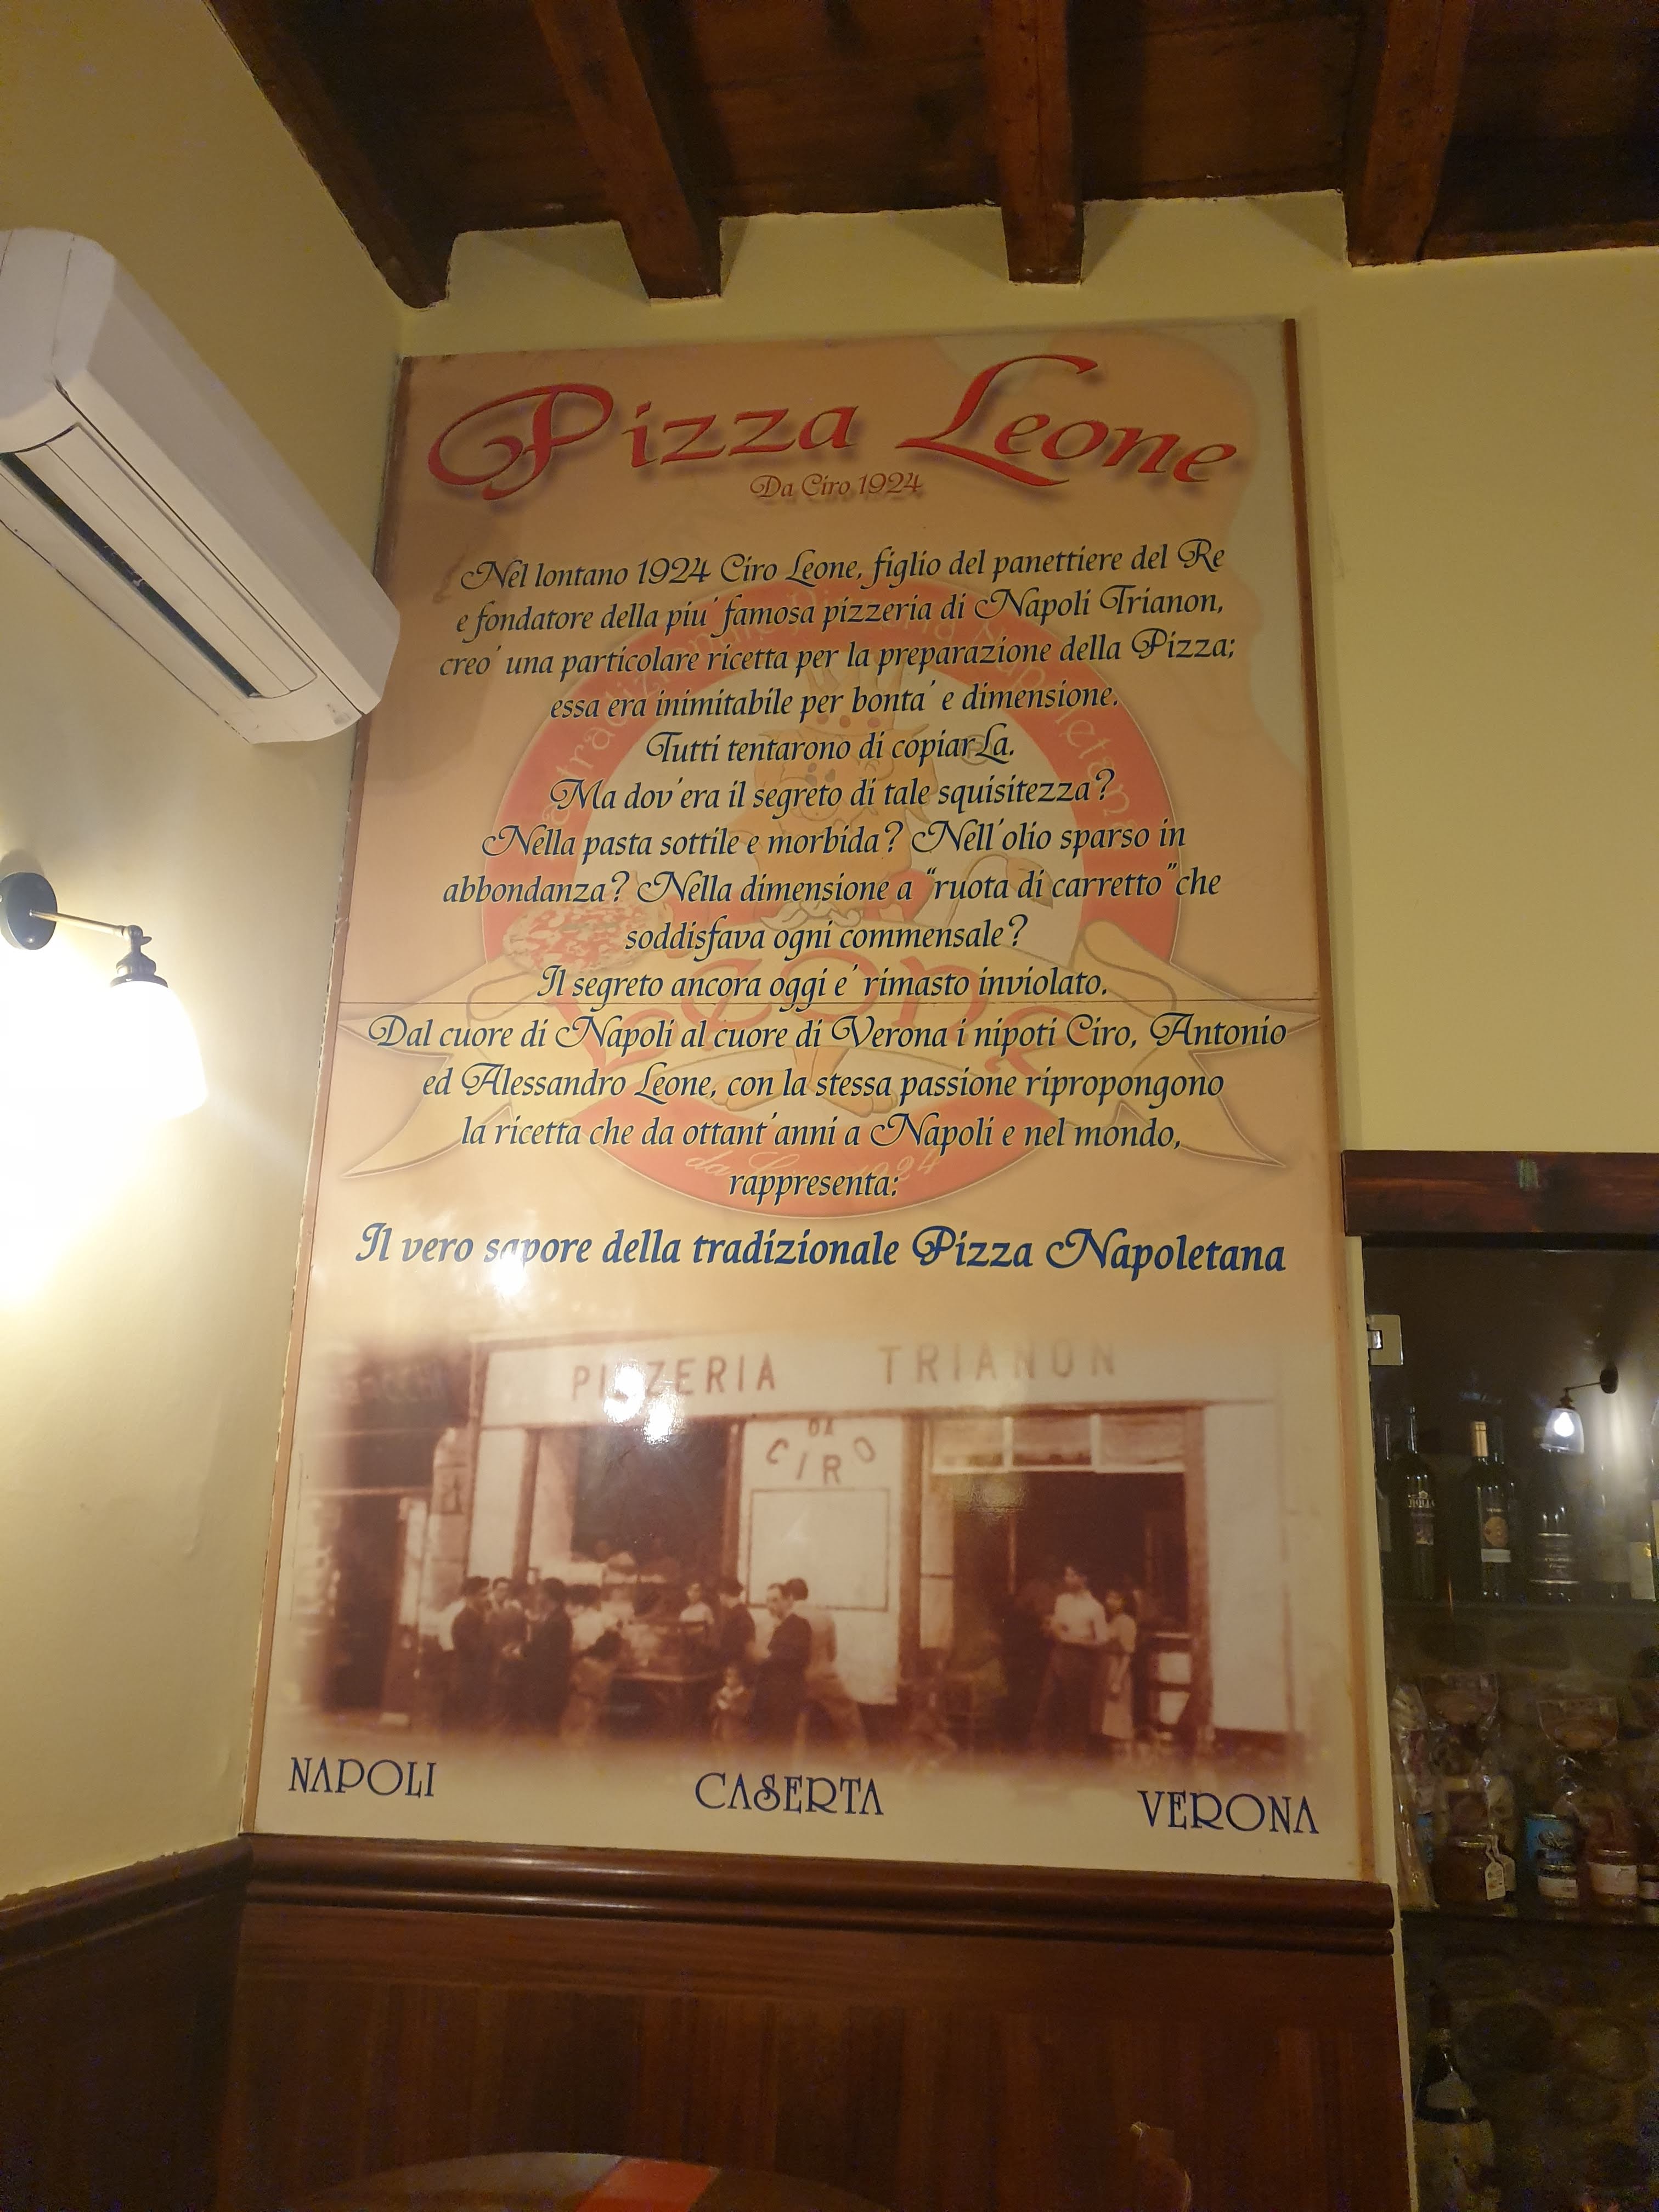 Pizza Leone
Da Ciro 1924
Nel lontano 1924 Ciro Leone, figlio del panettiere del Re
e fondatore della piu' famosa pizzeria di Napoli Trianon,
creo' una particolare ricetta per la preparazione della Pizza;
essa era inimitabile per bonta' e dimensione.
Tutti tentarono di copiarLa.
Ma dov'era il segreto di tale squisitezza?
Nella pasta sottile e morbida? Nell'olio sparso in
abbondanza? Nella dimensione a "ruota di carretto" che
soddisfava ogni commensale?
Il segreto ancora oggi e' rimasto inviolato.
Dal cuore di Napoli al cuore di Verona i nipoti Ciro, Antonio
ed Alessandro Leone, con la stessa passione ripropongono
la ricetta che da ottant'anni a Napoli e nel mondo,
rappresenta:
Il vero sapore della tradizionale Pizza Napoletana
Leone
da Ciro 1924
PIZZERIA TRIANON
DA
CIRO
NAPOLI CASERTA VERONA